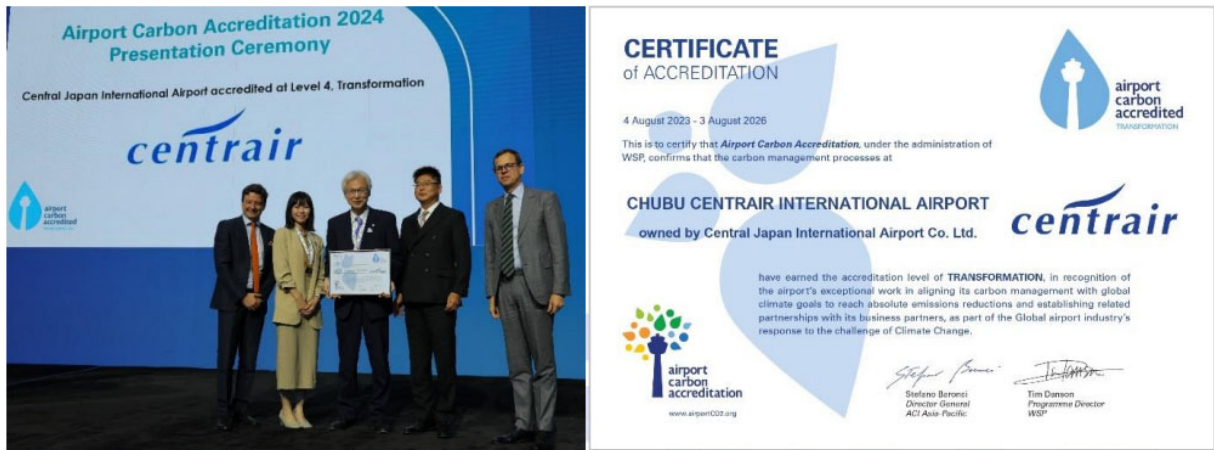 Airport Carbon Accreditation 2024
Presentation Ceremony
Central Japan International Airport accredited at Level 4, Transformation
centrair
airport
carbon
accredited
CERTIFICATE
of ACCREDITATION
airport
carbon
accredited
TRANSFORMATION
4 August 2023 - 3 August 2026
This is to certify that Airport Carbon Accreditation, under the administration of
WSP, confirms that the carbon management processes at
CHUBU CENTRAIR INTERNATIONAL AIRPORT
owned by Central Japan International Airport Co. Ltd.
centrair
have earned the accreditation level of TRANSFORMATION, in recognition of
the airport's exceptional work in aligning its carbon management with global
climate goals to reach absolute emissions reductions and establishing related
partnerships with its business partners, as part of the Global airport industry's
response to the challenge of Climate Change.
airport
carbon
accreditation
www.airportCO2.org
Stefano Baronci
Director General
ACI Asia-Pacific
Tim Danson
Programme Director
WSP